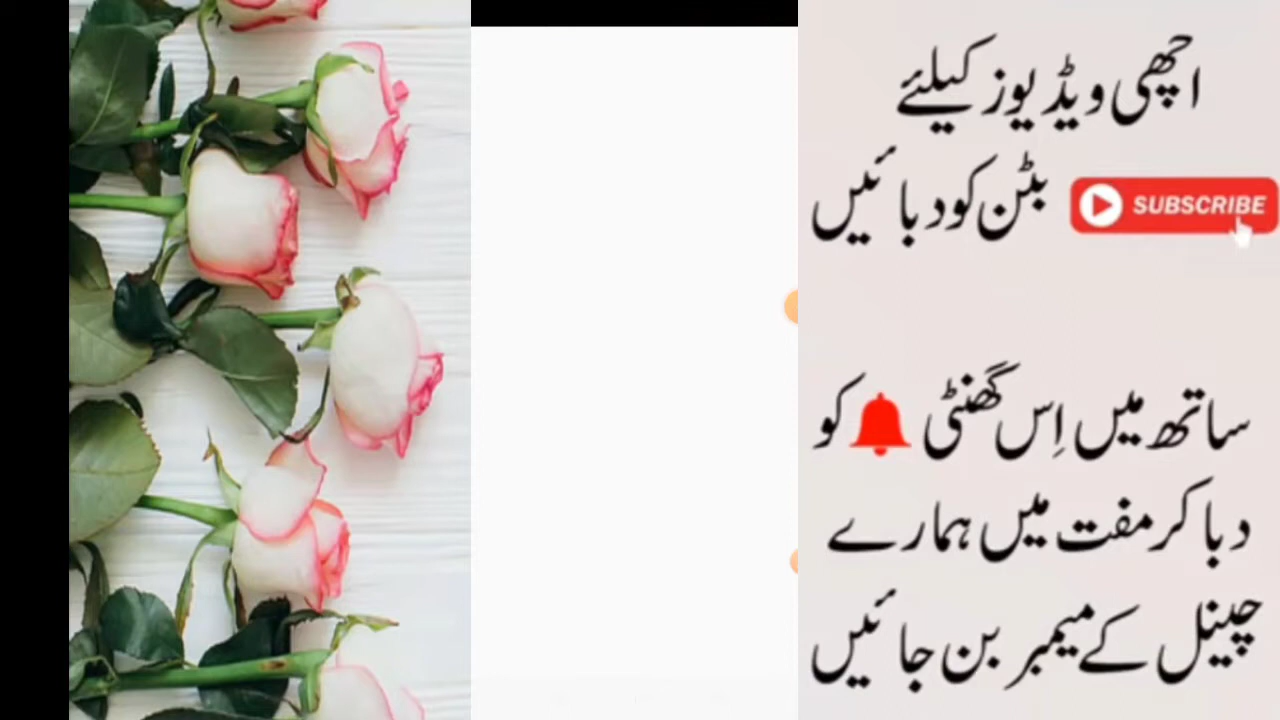 اچھی ویڈیوز کیلئے
SUBSCRIBE بٹن کو دبائیں
ساتھ میں اِس گھنٹی کو
دبا کر مفت میں ہمارے
چینل کے میمبر بن جائیں